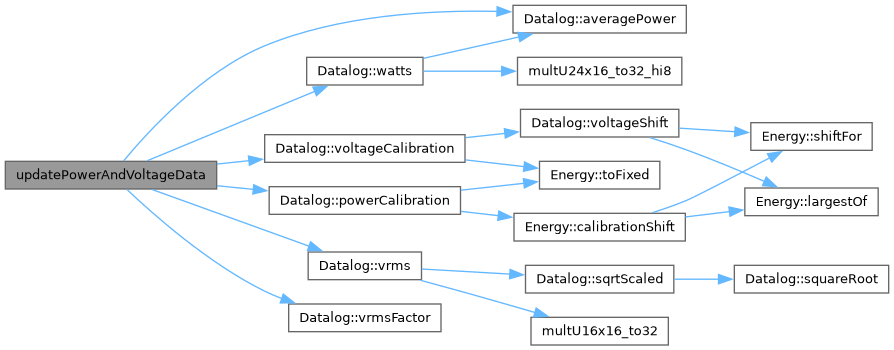 Datalog::averagePower
Datalog::watts
multU24x16_to32_hi8
Datalog::voltageShift
Energy::shiftFor
Datalog::voltageCalibration
updatePowerAndVoltageData
Energy::toFixed
Datalog::powerCalibration
Energy::largestOf
Energy::calibrationShift
Datalog::vrms
Datalog::sqrtScaled
Datalog::squareRoot
Datalog::vrmsFactor
multU16x16_to32